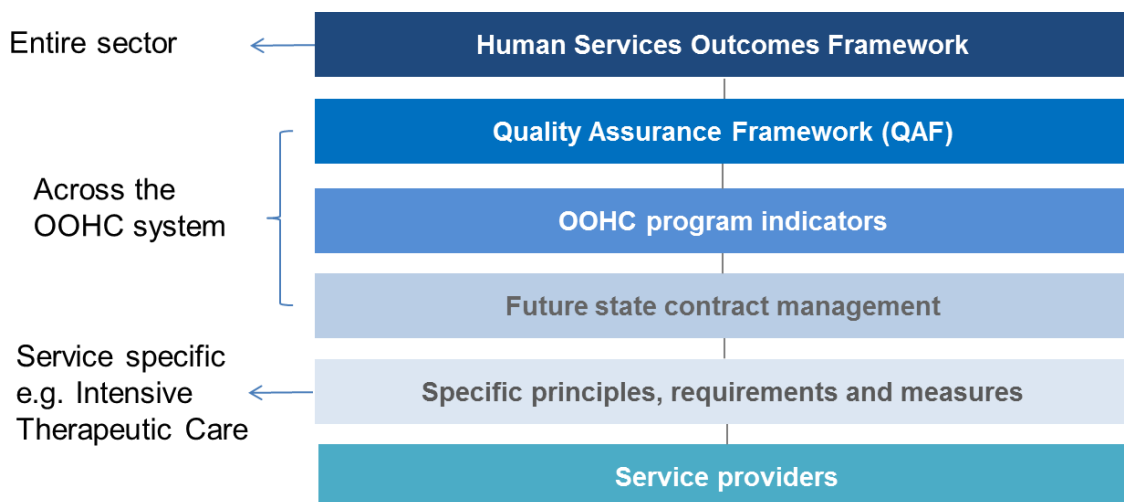 Entire sector
Human Services Outcomes Framework
Quality Assurance Framework (QAF)
Across the
OOHC system
OOHC program indicators
Future state contract management
Service specific
e.g. Intensive
Therapeutic Care
Specific principles, requirements and measures
Service providers